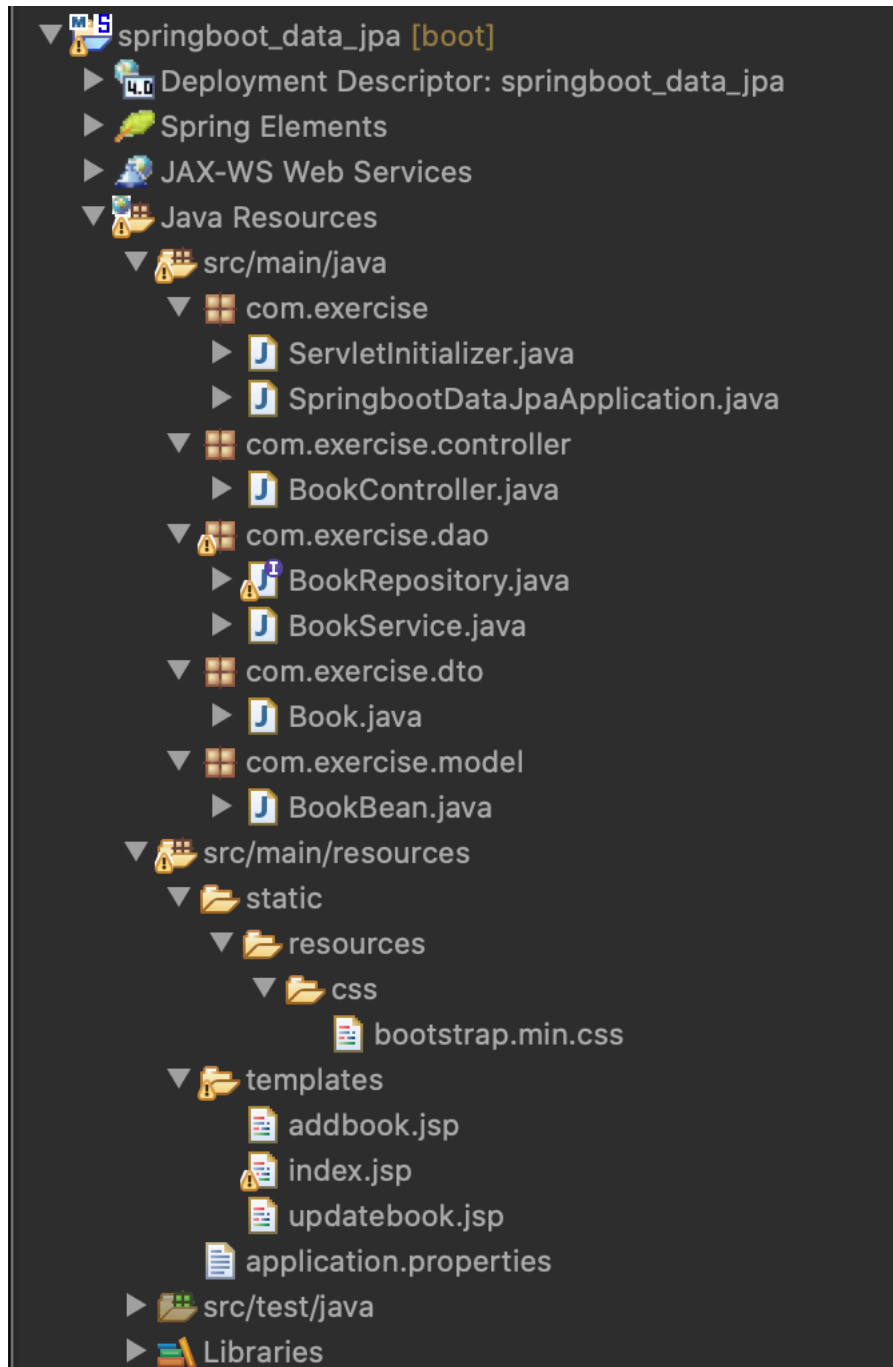 springboot_data_jpa [boot]
Deployment Descriptor: springboot_data_jpa
Spring Elements
JAX-WS Web Services
Java Resources
src/main/java
com.exercise
ServletInitializer.java
SpringbootDataJpaApplication.java
com.exercise.controller
BookController.java
com.exercise.dao
BookRepository.java
BookService.java
com.exercise.dto
Book.java
com.exercise.model
BookBean.java
src/main/resources
static
resources
css
bootstrap.min.css
templates
addbook.jsp
index.jsp
updatebook.jsp
application.properties
src/test/java
Libraries